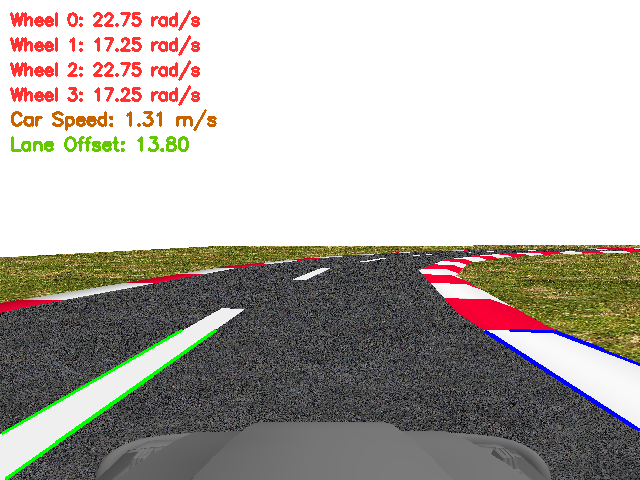 Wheel 0: 22.75 rad/s
Wheel 1: 17.25 rad/s
Wheel 2: 22.75 rad/s
Wheel 3: 17.25 rad/s
Car Speed: 1.31 m/s
Lane Offset: 13.80